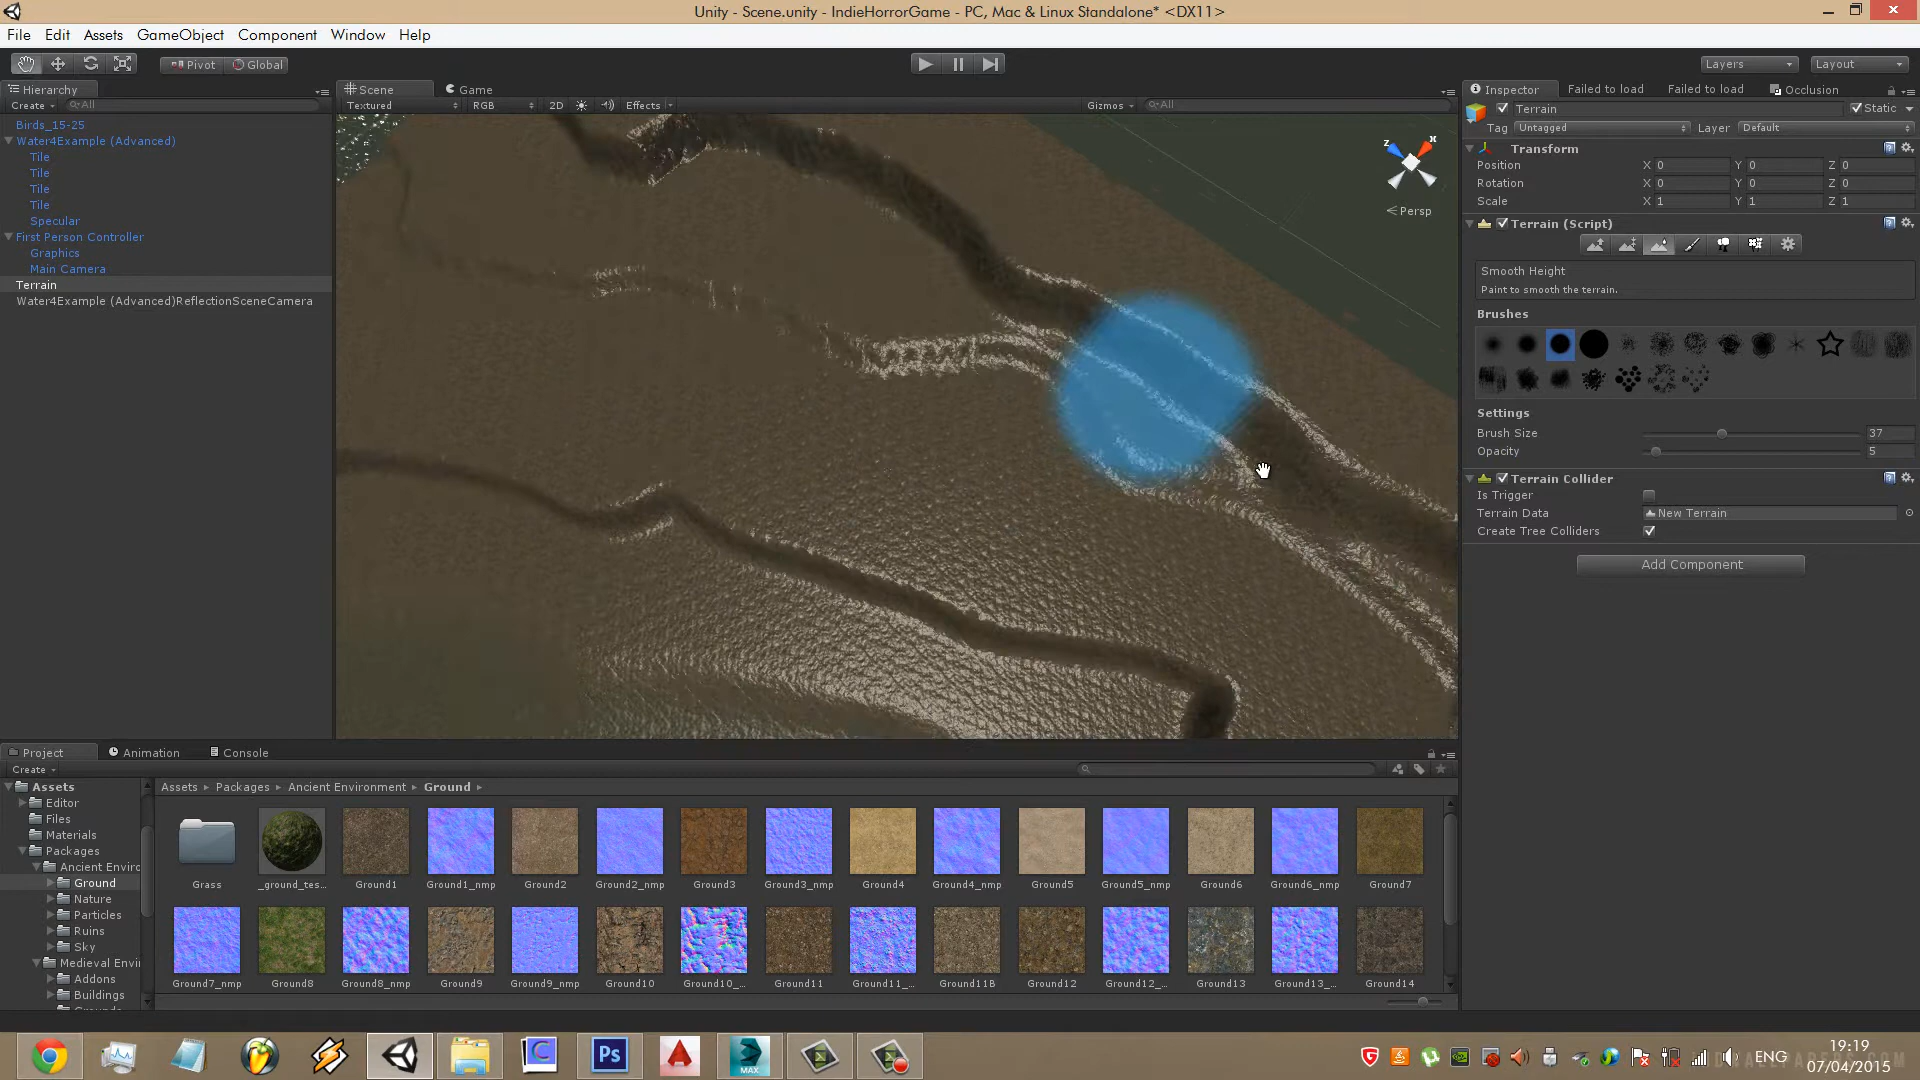 Unity - Scene.unity - IndieHorrorGame - PC, Mac & Linux Standalone* <DX11>
File Edit Assets GameObject Component Window Help
Pivot Global Layers Layout
Hierarchy
Create All
Birds_15-25
Water4Example (Advanced)
Tile
Tile
Tile
Tile
Specular
First Person Controller
Graphics
Main Camera
Terrain
Water4Example (Advanced)ReflectionSceneCamera
Scene Game
Textured RGB 2D Effects Gizmos All
z x
< Persp
Inspector Failed to load Failed to load Occlusion
Terrain Static
Tag Untagged Layer Default
Transform
Position X 0 Y 0 Z 0
Rotation X 0 Y 0 Z 0
Scale X 1 Y 1 Z 1
Terrain (Script)
Smooth Height
Paint to smooth the terrain.
Brushes
Settings
Brush Size 37
Opacity 5
Terrain Collider
Is Trigger
Terrain Data New Terrain
Create Tree Colliders
Add Component
Project Animation Console
Create
Assets
Editor
Files
Materials
Packages
Ancient Enviro
Ground
Nature
Particles
Ruins
Sky
Medieval Envi
Addons
Buildings
Assets Packages Ancient Environment Ground
Grass _ground_tes... Ground1 Ground1_nmp Ground2 Ground2_nmp Ground3 Ground3_nmp Ground4 Ground4_nmp Ground5 Ground5_nmp Ground6 Ground6_nmp Ground7
Ground7_nmp Ground8 Ground8_nmp Ground9 Ground9_nmp Ground10 Ground10_... Ground11 Ground11_... Ground11B Ground12 Ground12_... Ground13 Ground13_... Ground14
Ps MAX
ENG
19:19
07/04/2015